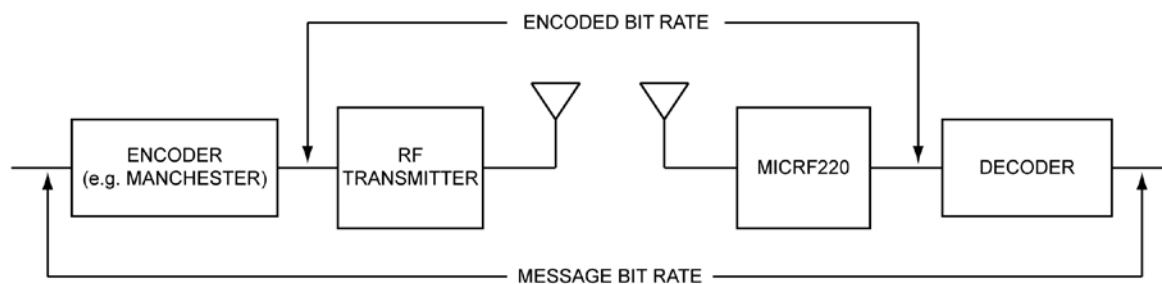 ENCODED BIT RATE
ENCODER
(e.g. MANCHESTER)
RF
TRANSMITTER
MICRF220
DECODER
MESSAGE BIT RATE